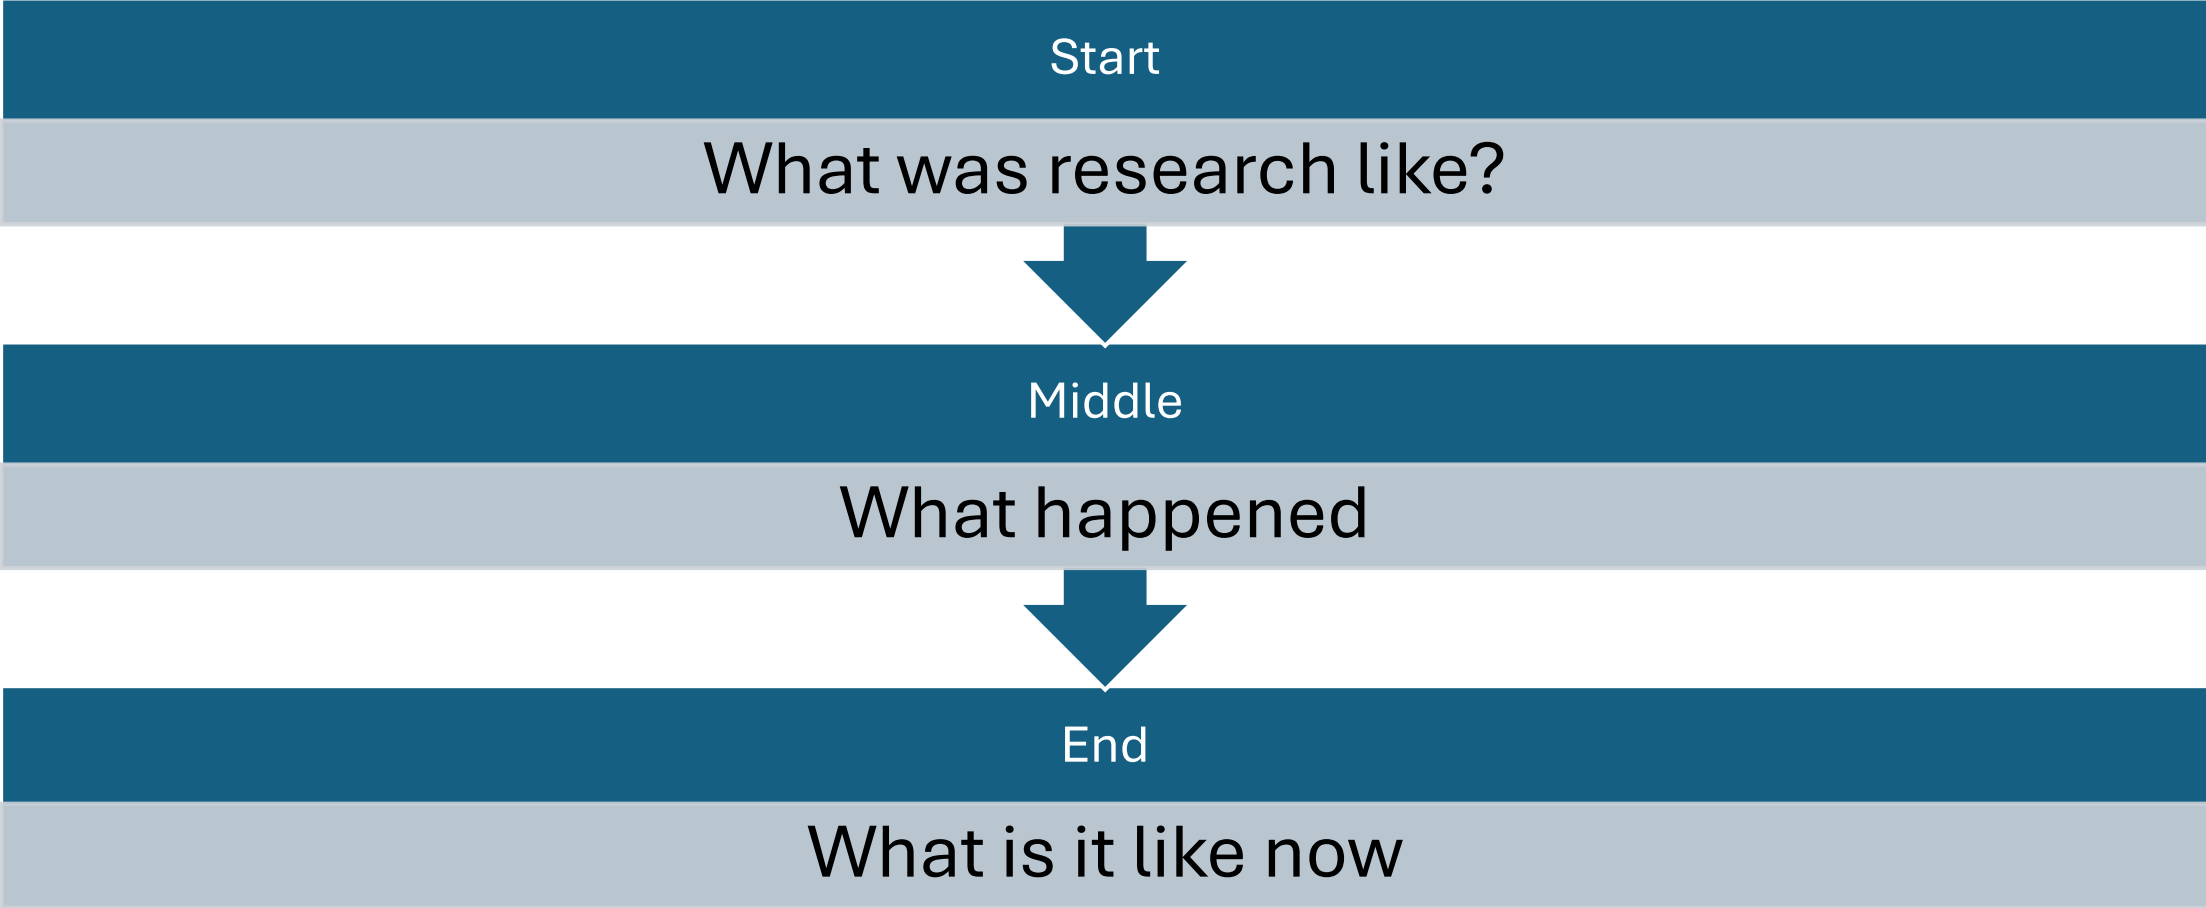 Start
What was research like?
Middle
What happened
End
What is it like now